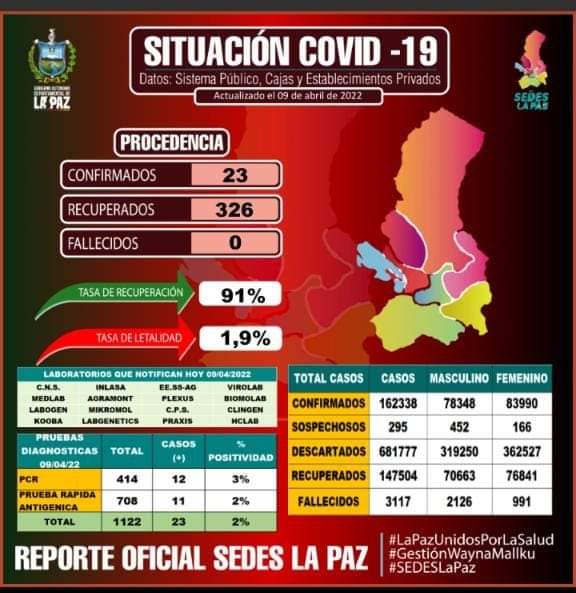 GOBIERNO AUTÓNOMO
DEPARTAMENTAL DE
LA PAZ
SITUACIÓN COVID -19
Datos: Sistema Público, Cajas y Establecimientos Privados
Actualizado el 09 de abril de 2022
SEDES
LA PAZ
PROCEDENCIA
CONFIRMADOS 23
RECUPERADOS 326
FALLECIDOS 0
TASA DE RECUPERACIÓN 91%
TASA DE LETALIDAD 1,9%
LABORATORIOS QUE NOTIFICAN HOY 09/04/2022
C.N.S. INLASA EE.SS-AG VIROLAB
MEDLAB AGRAMONT PLEXUS BIOMOLAB
LABOGEN MIKROMOL C.P.S. CLINGEN
KOOBA LABGENETICS PRAXIS HCLAB
PRUEBAS DIAGNOSTICAS 09/04/22 TOTAL CASOS (+) % POSITIVIDAD
PCR 414 12 3%
PRUEBA RAPIDA ANTIGENICA 708 11 2%
TOTAL 1122 23 2%
TOTAL CASOS CASOS MASCULINO FEMENINO
CONFIRMADOS 162338 78348 83990
SOSPECHOSOS 295 452 166
DESCARTADOS 681777 319250 362527
RECUPERADOS 147504 70663 76841
FALLECIDOS 3117 2126 991
REPORTE OFICIAL SEDES LA PAZ
#LaPazUnidosPorLaSalud
#GestiónWaynaMallku
#SEDESLaPaz